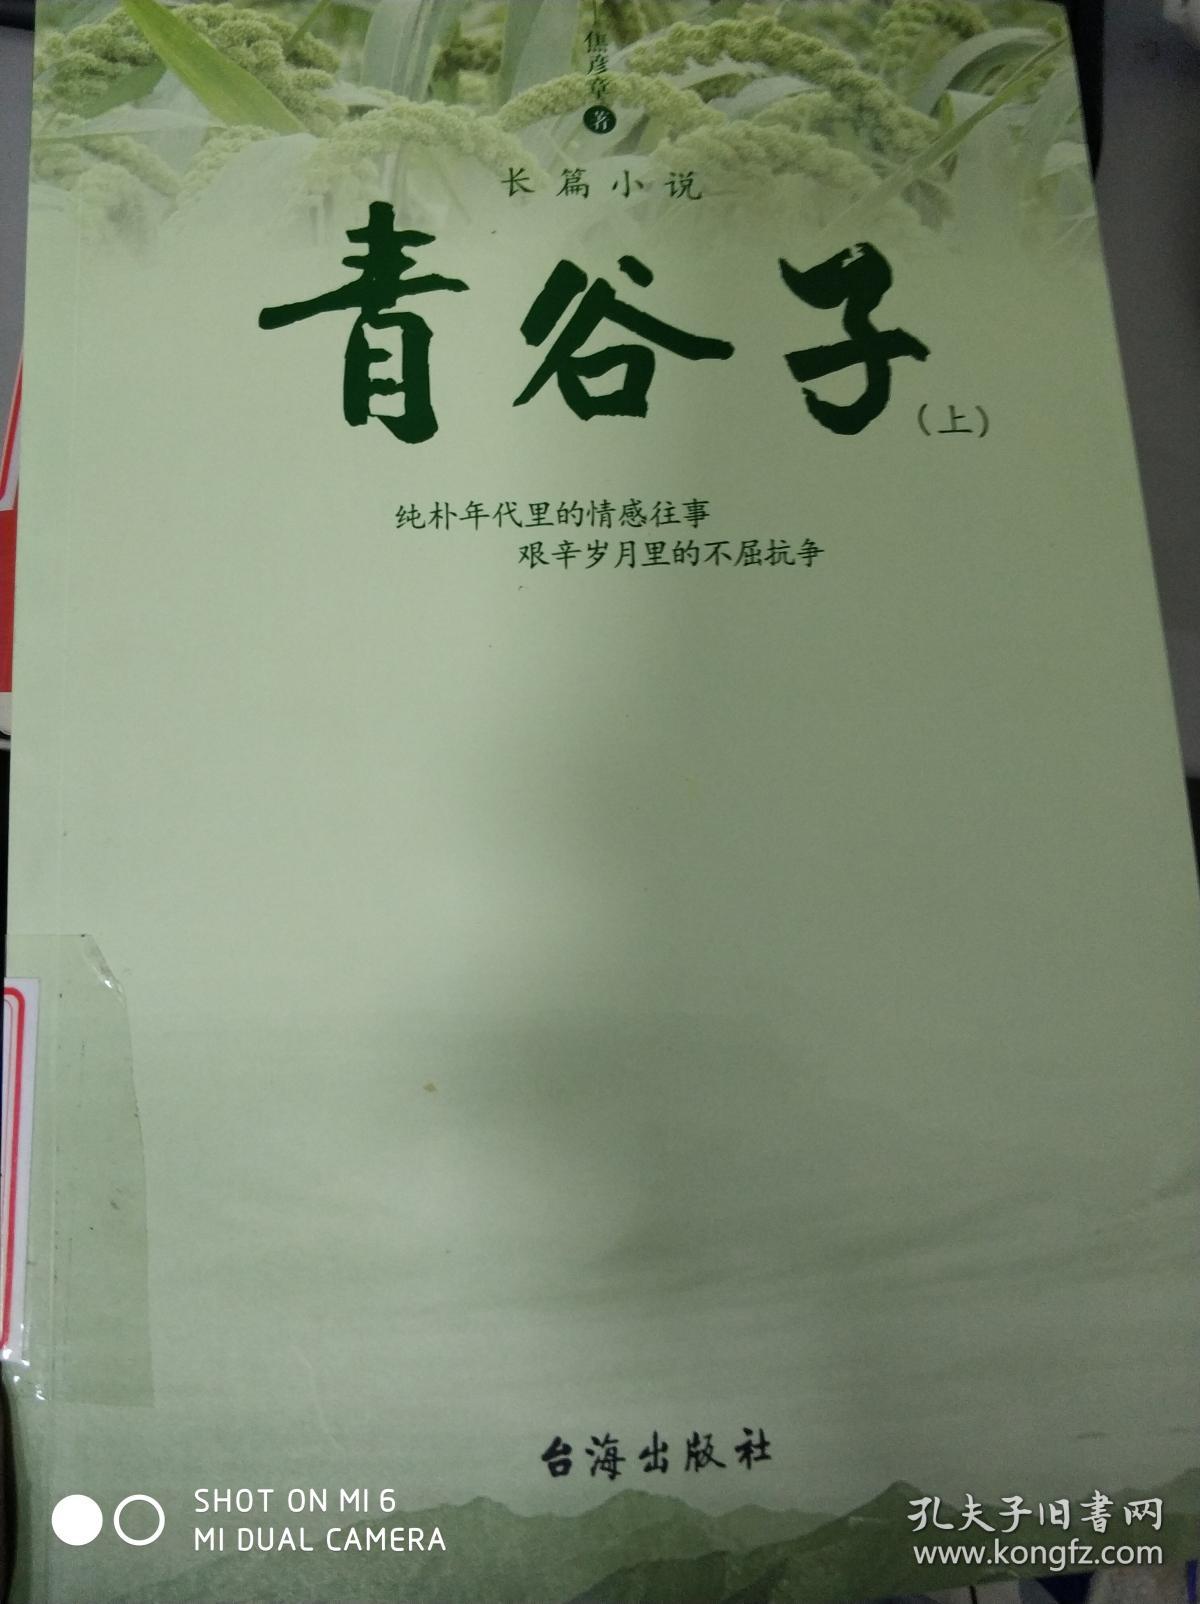 焦彦章 著
长篇小说
青谷子
(上)
纯朴年代里的情感往事
艰辛岁月里的不屈抗争
台海出版社
SHOT ON MI 6
MI DUAL CAMERA
孔夫子旧书网
www.kongfz.com